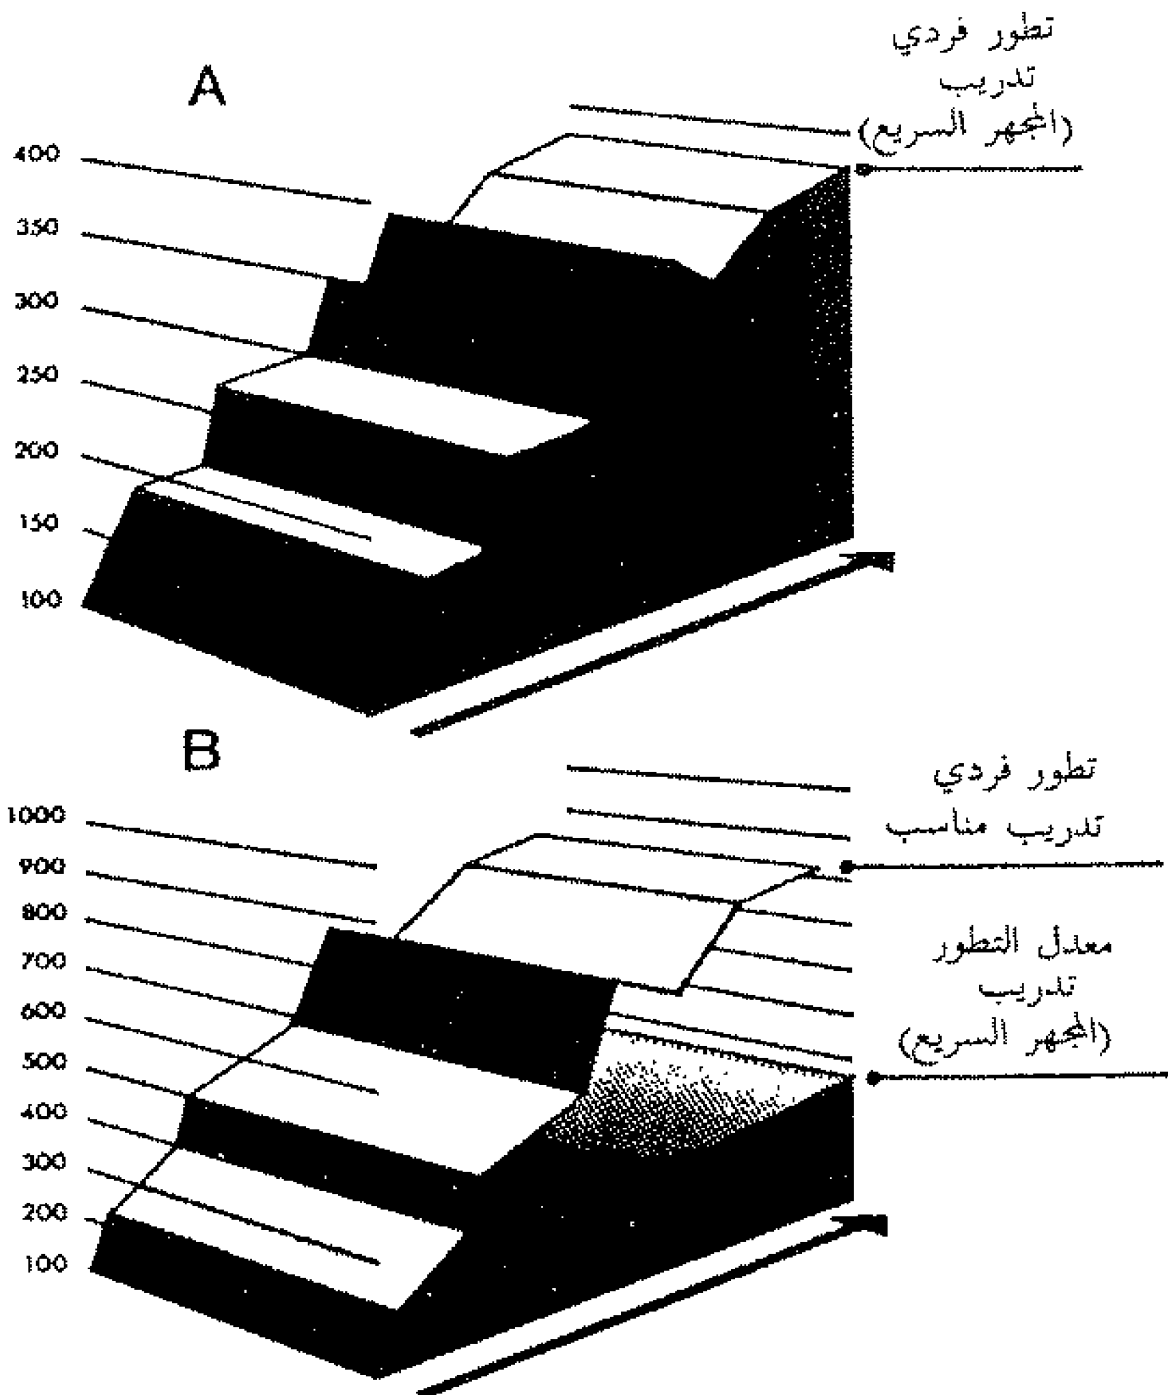 A
تطور فردي
تدريب
(المجهر السريع)
400
350
300
250
200
150
100
B
تطور فردي
تدريب مناسب
معدل التطور
تدريب
(المجهر السريع)
1000
900
800
700
600
500
400
300
200
100